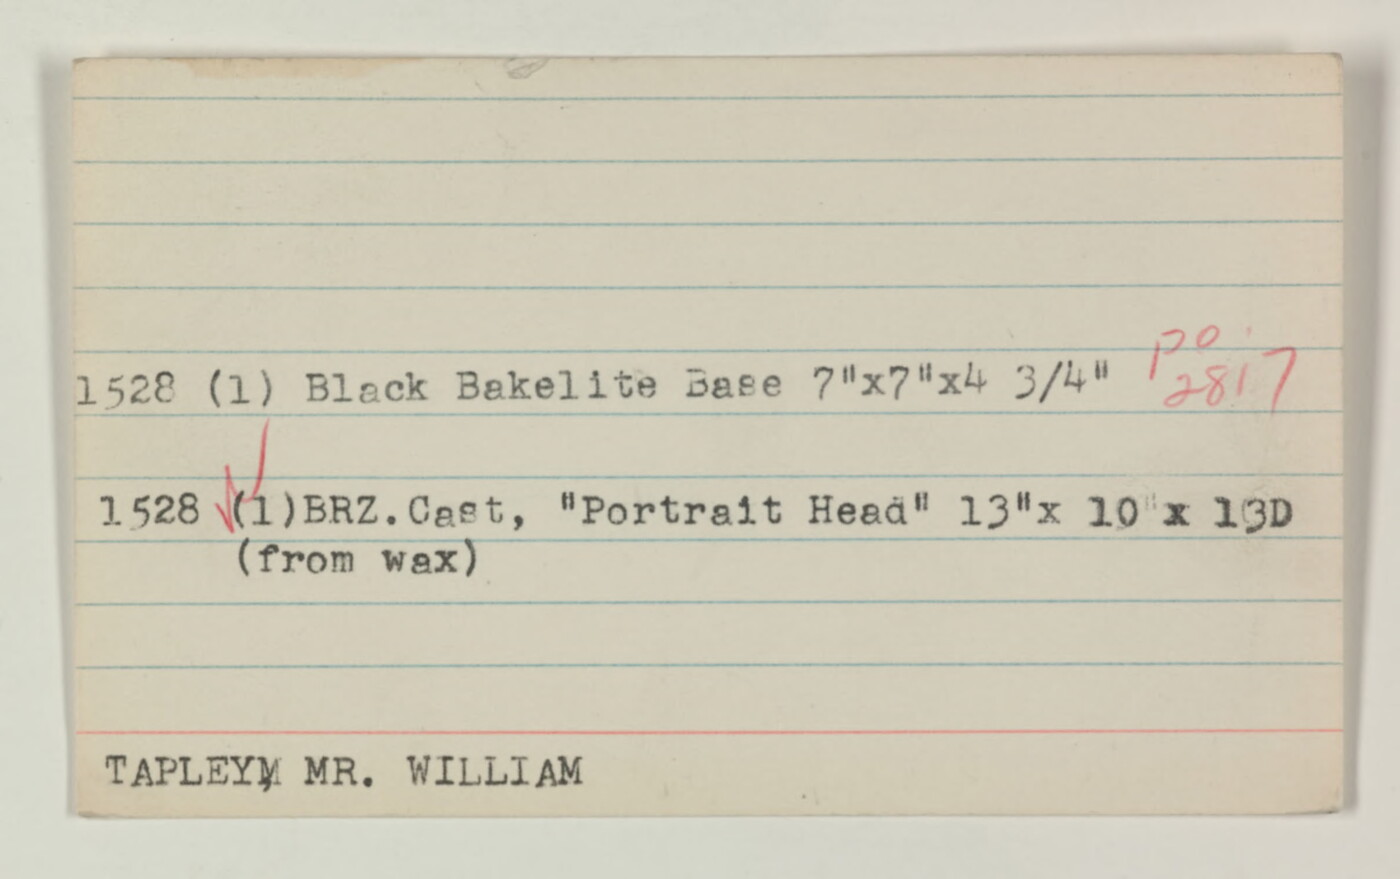 1528 (1) Black Bakelite Base 7"x7"x4 3/4" PO. 2817
1528 (1)BRZ.Cast, "Portrait Head" 13"x 10"x 13D
(from wax)
TAPLEY, MR. WILLIAM